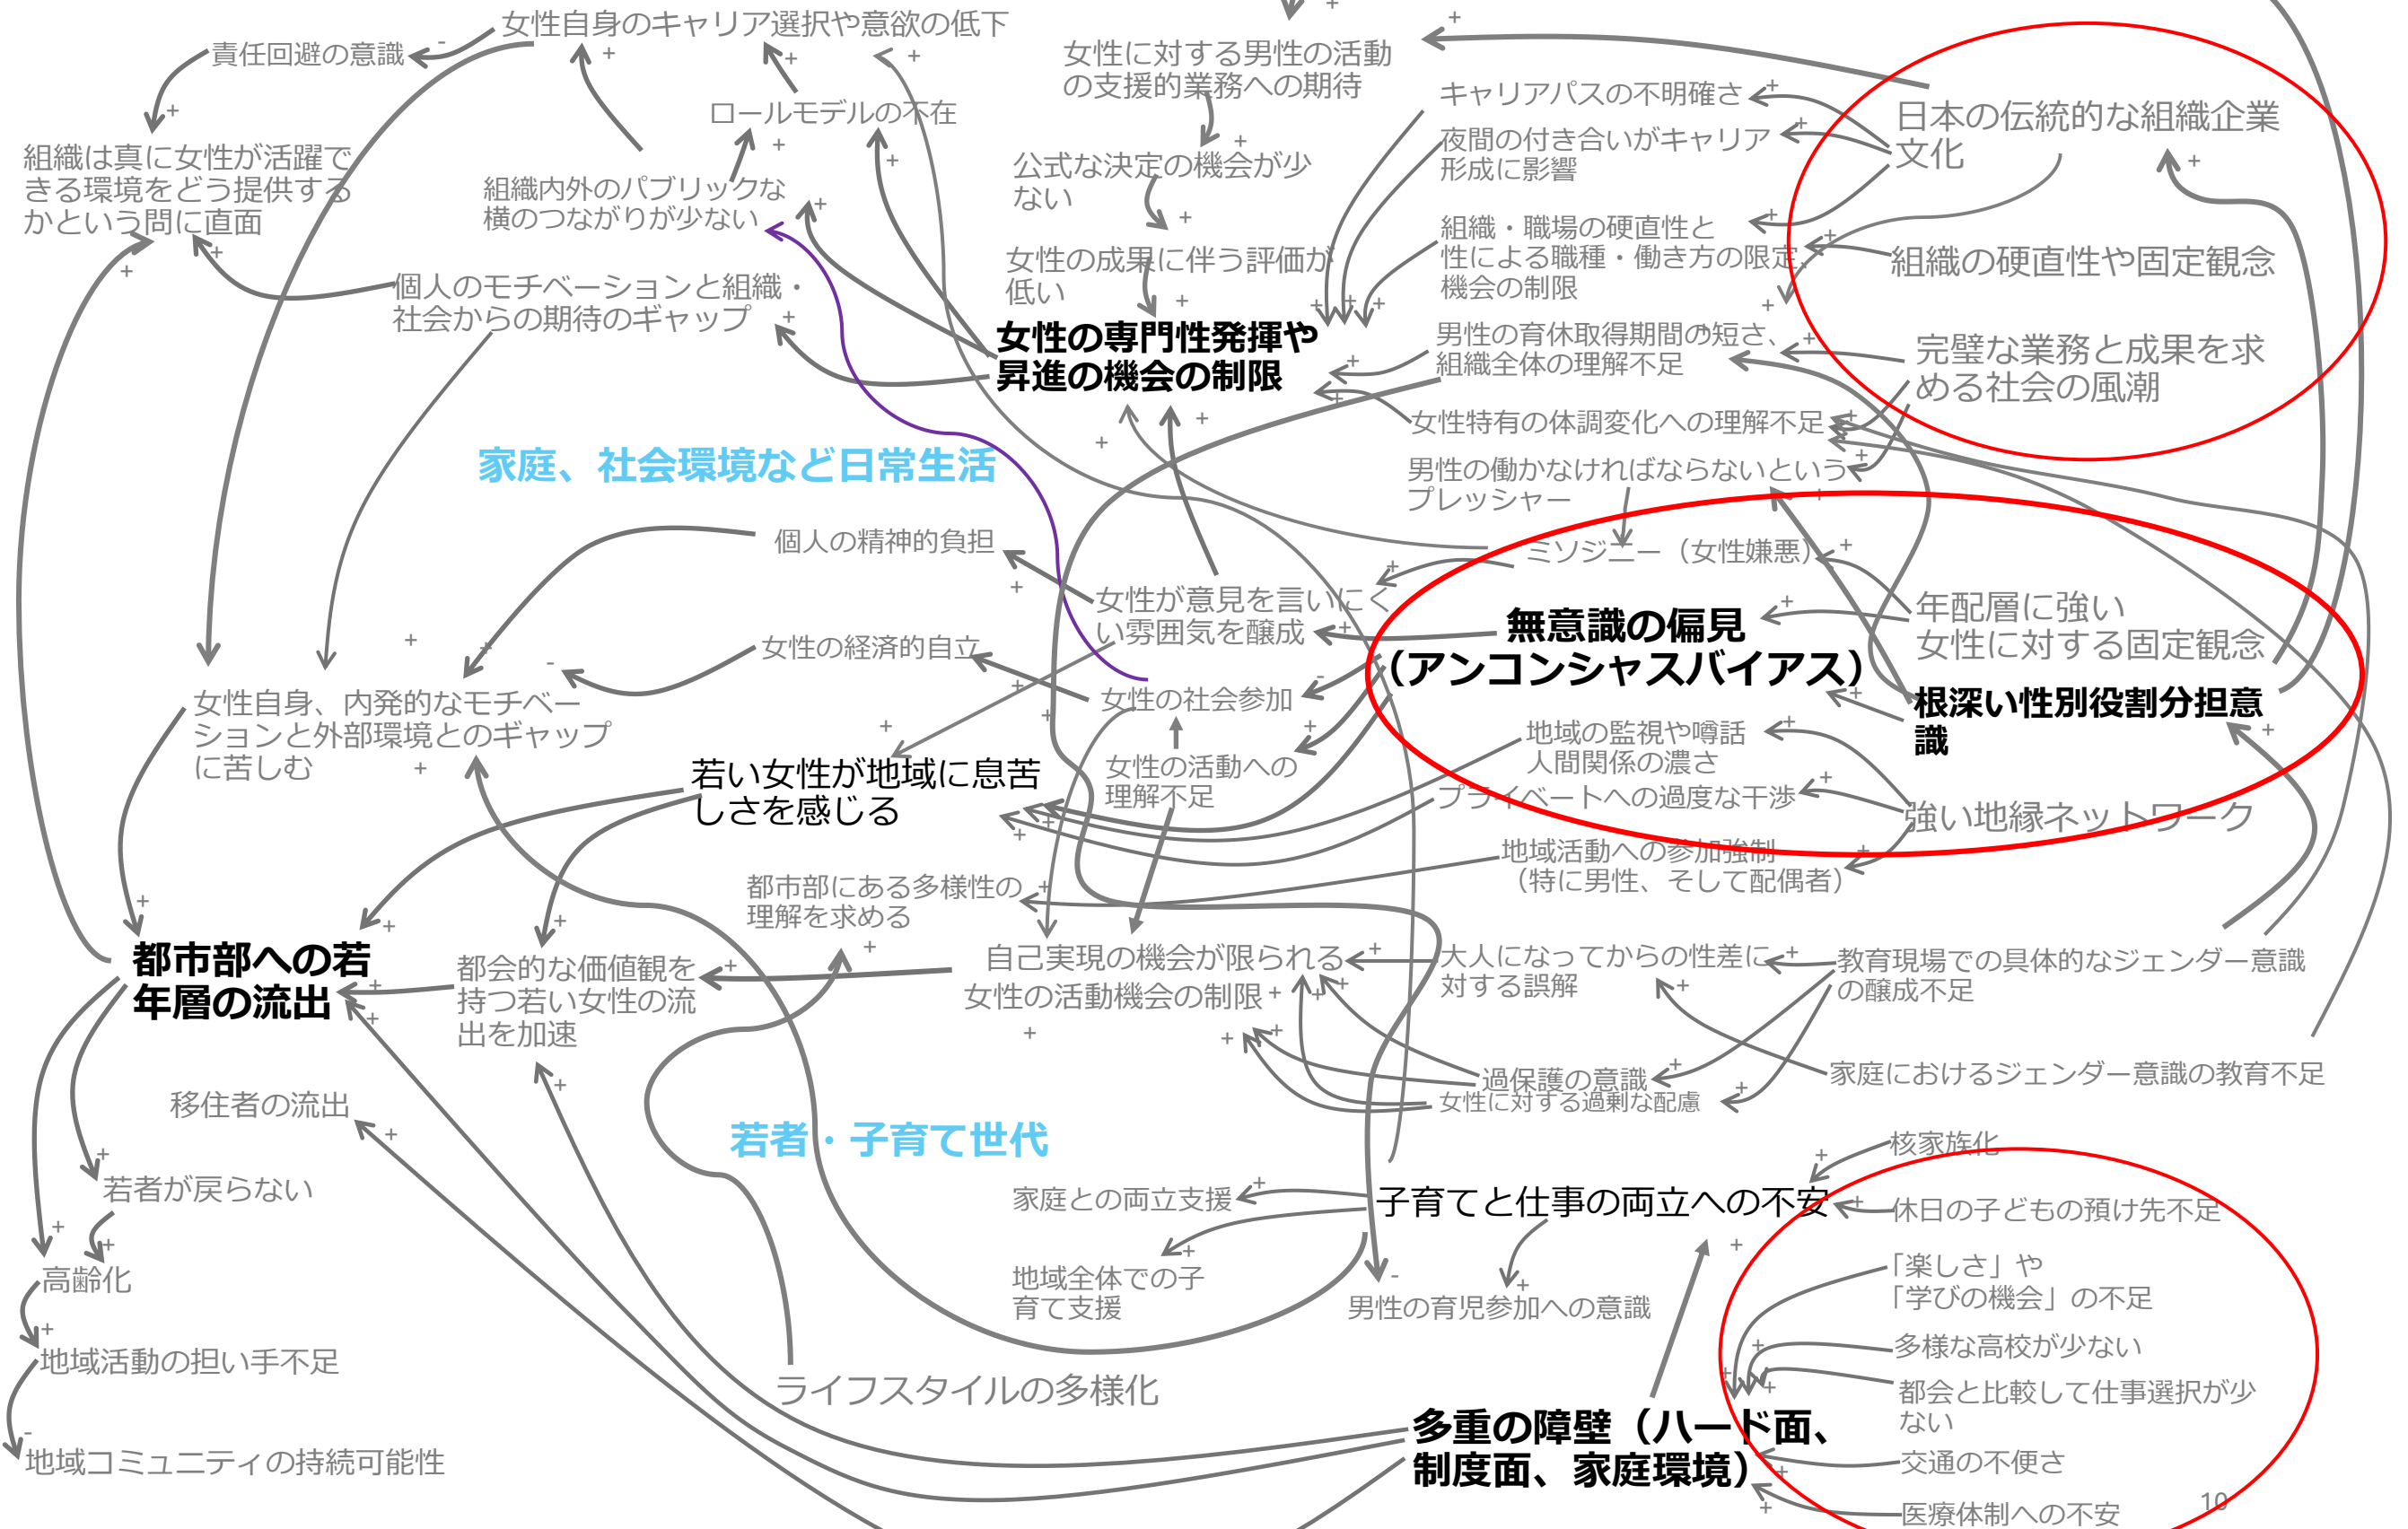 女性自身のキャリア選択や意欲の低下
責任回避の意識
ロールモデルの不在
組織は真に女性が活躍で
きる環境をどう提供する
かという問に直面
組織内外のパブリックな
横のつながりが少ない
個人のモチベーションと組織・
社会からの期待のギャップ
女性に対する男性の活動
の支援的業務への期待
公式な決定の機会が少
ない
女性の成果に伴う評価が
低い
女性の専門性発揮や
昇進の機会の制限
キャリアパスの不明確さ
夜間の付き合いがキャリア
形成に影響
組織・職場の硬直性と
性による職種・働き方の限定、
機会の制限
男性の育休取得期間の短さ、
組織全体の理解不足
女性特有の体調変化への理解不足
男性の働かなければならないという
プレッシャー
日本の伝統的な組織企業
文化
組織の硬直性や固定観念
完璧な業務と成果を求
める社会の風潮
家庭、社会環境など日常生活
個人の精神的負担
女性の経済的自立
女性が意見を言いにく
い雰囲気を醸成
女性の社会参加
女性の活動への
理解不足
ミソジニー（女性嫌悪）
無意識の偏見
（アンコンシャスバイアス）
年配層に強い
女性に対する固定観念
根深い性別役割分担意
識
地域の監視や噂話
人間関係の濃さ
プライベートへの過度な干渉
強い地縁ネットワーク
地域活動への参加強制
（特に男性、そして配偶者）
女性自身、内発的なモチベー
ションと外部環境とのギャップ
に苦しむ
若い女性が地域に息苦
しさを感じる
都市部にある多様性の
理解を求める
都市部への若
年層の流出
都会的な価値観を
持つ若い女性の流
出を加速
自己実現の機会が限られる
女性の活動機会の制限
大人になってからの性差に
対する誤解
教育現場での具体的なジェンダー意識
の醸成不足
過保護の意識
女性に対する過剰な配慮
家庭におけるジェンダー意識の教育不足
移住者の流出
若者・子育て世代
若者が戻らない
高齢化
地域活動の担い手不足
地域コミュニティの持続可能性
家庭との両立支援
地域全体での子
育て支援
子育てと仕事の両立への不安
男性の育児参加への意識
ライフスタイルの多様化
核家族化
休日の子どもの預け先不足
「楽しさ」や
「学びの機会」の不足
多様な高校が少ない
都会と比較して仕事選択が少
ない
多重の障壁（ハード面、
制度面、家庭環境）
交通の不便さ
医療体制への不安
10